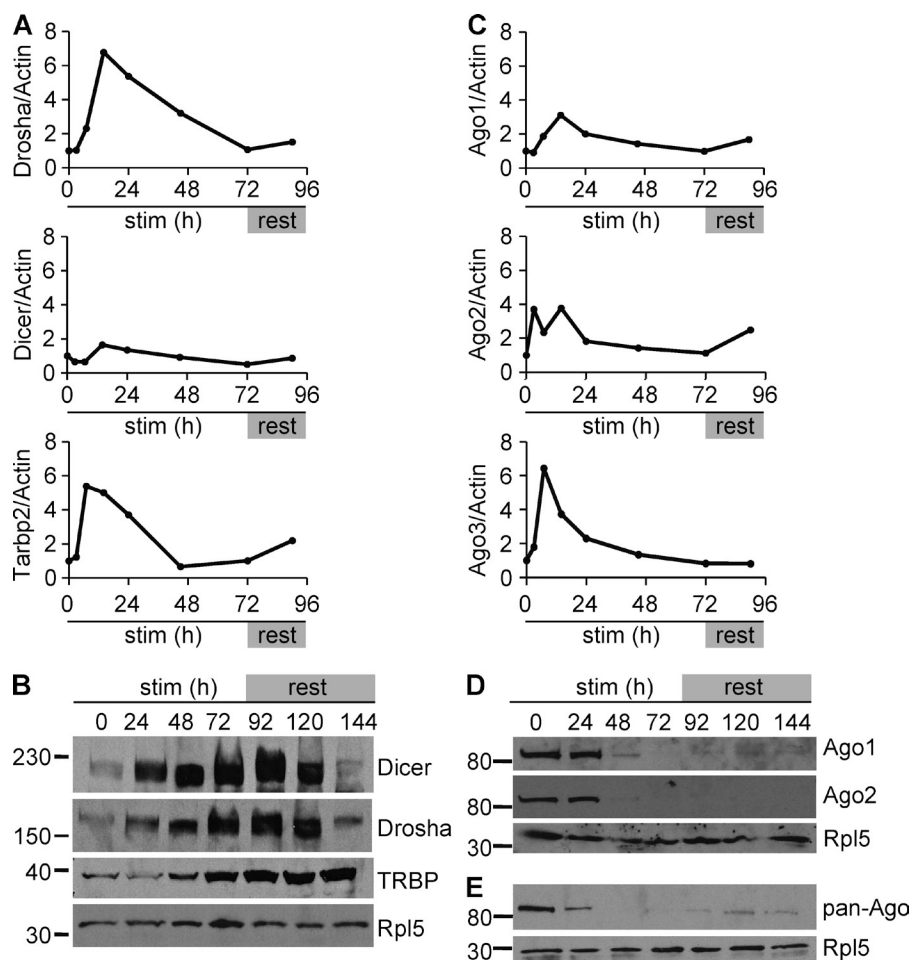 A
Drosha/Actin
8
6
4
2
0
0 24 48 72 96
stim (h) rest
Dicer/Actin
8
6
4
2
0
0 24 48 72 96
stim (h) rest
Tarbp2/Actin
8
6
4
2
0
0 24 48 72 96
stim (h) rest
C
Ago1/Actin
8
6
4
2
0
0 24 48 72 96
stim (h) rest
Ago2/Actin
8
6
4
2
0
0 24 48 72 96
stim (h) rest
Ago3/Actin
8
6
4
2
0
0 24 48 72 96
stim (h) rest
B
stim (h) rest
0 24 48 72 92 120 144
230 Dicer
150 Drosha
40 TRBP
30 Rpl5
D
stim (h) rest
0 24 48 72 92 120 144
80 Ago1
80 Ago2
30 Rpl5
E
80 pan-Ago
30 Rpl5